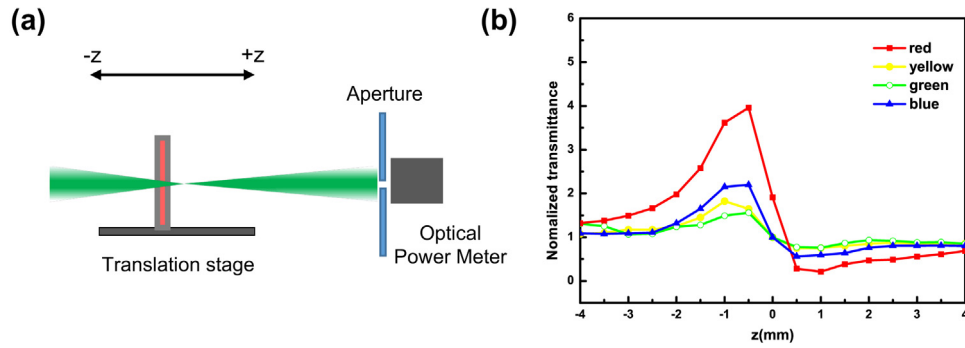 (a)
-z
+z
Aperture
Translation stage
Optical
Power Meter
(b)
Nomalized transmittance
6
5
4
3
2
1
0
red
yellow
green
blue
-4 -3 -2 -1 0 1 2 3 4
z(mm)